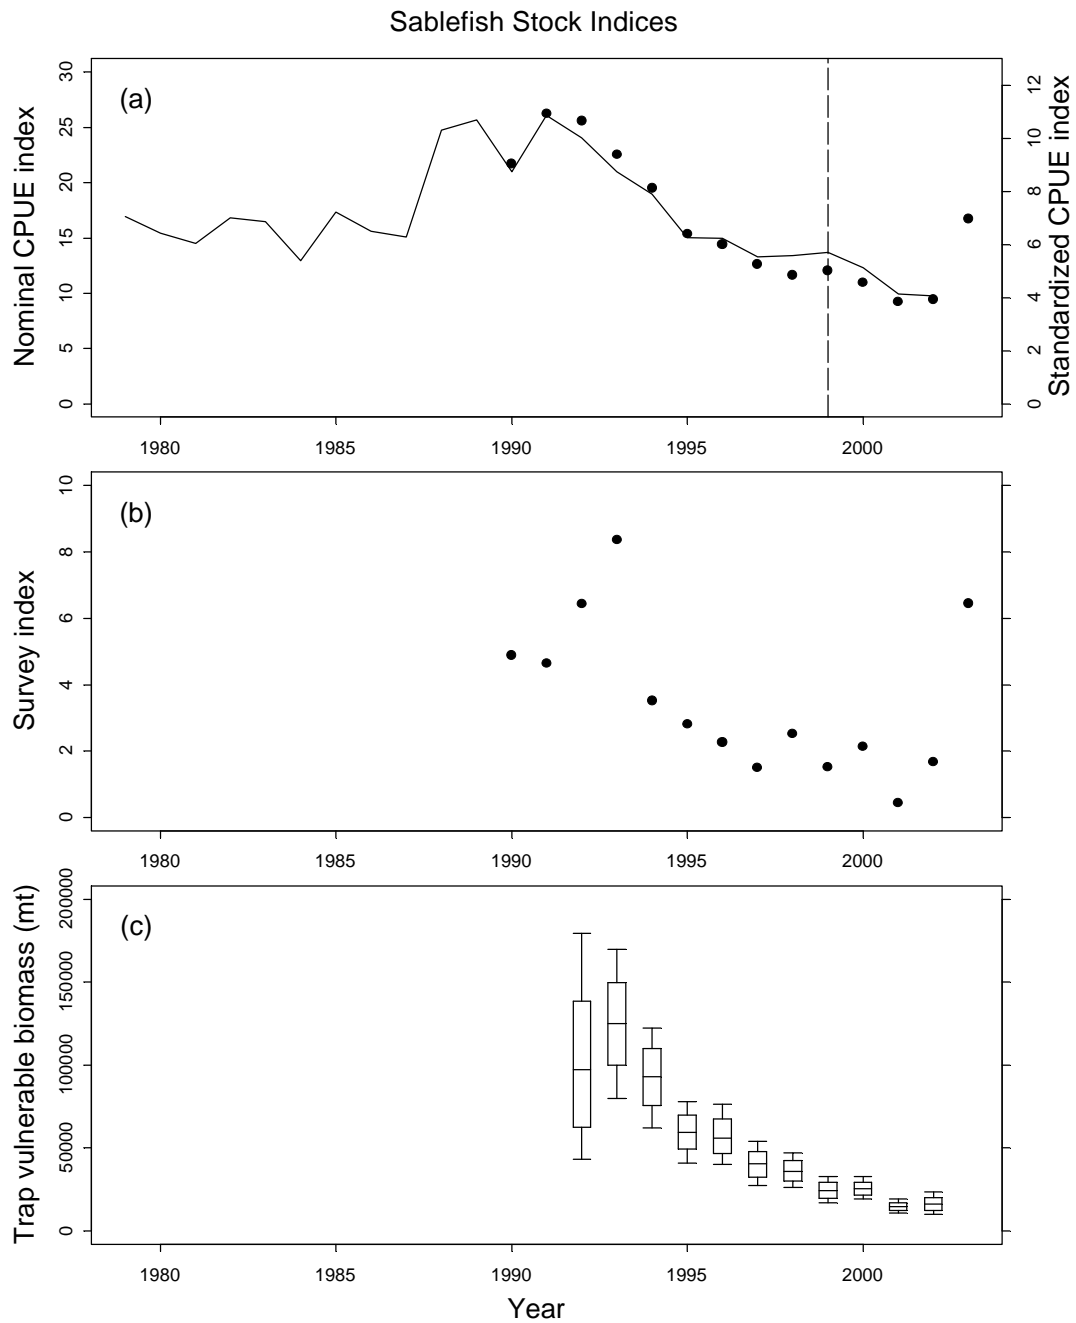 Sablefish Stock Indices
(a)
Nominal CPUE index
0 5 10 15 20 25 30
Standardized CPUE index
0 2 4 6 8 10 12
1980 1985 1990 1995 2000
(b)
Survey index
0 2 4 6 8 10
1980 1985 1990 1995 2000
(c)
Trap vulnerable biomass (mt)
0 50000 100000 150000 200000
1980 1985 1990 1995 2000
Year